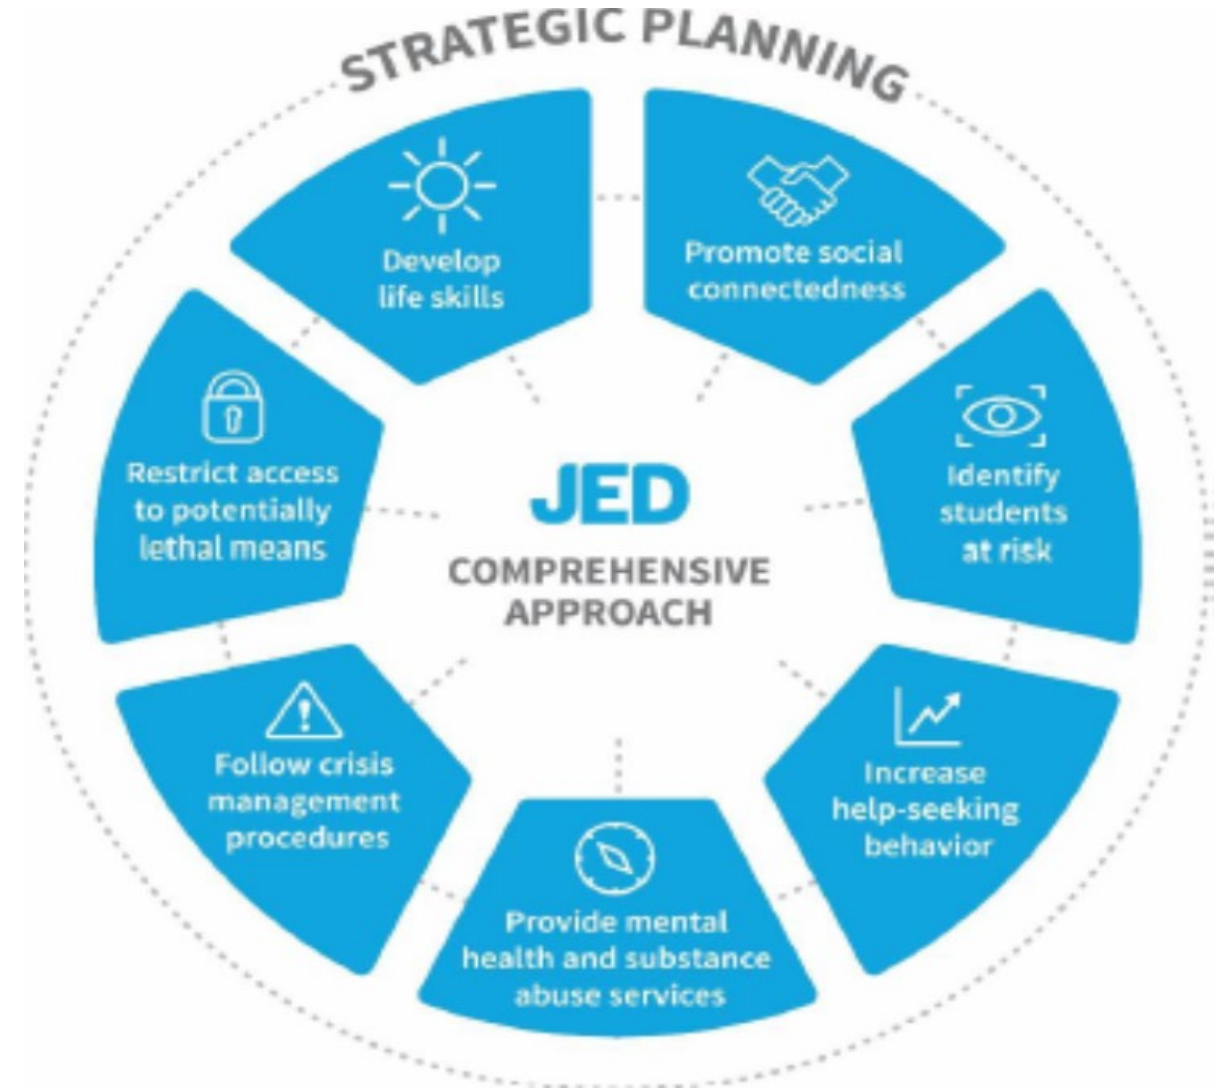 STRATEGIC PLANNING
Develop
life skills
Promote social
connectedness
Identify
students
at risk
Increase
help-seeking
behavior
Provide mental
health and substance
abuse services
Follow crisis
management
procedures
Restrict access
to potentially
lethal means
JED
COMPREHENSIVE
APPROACH